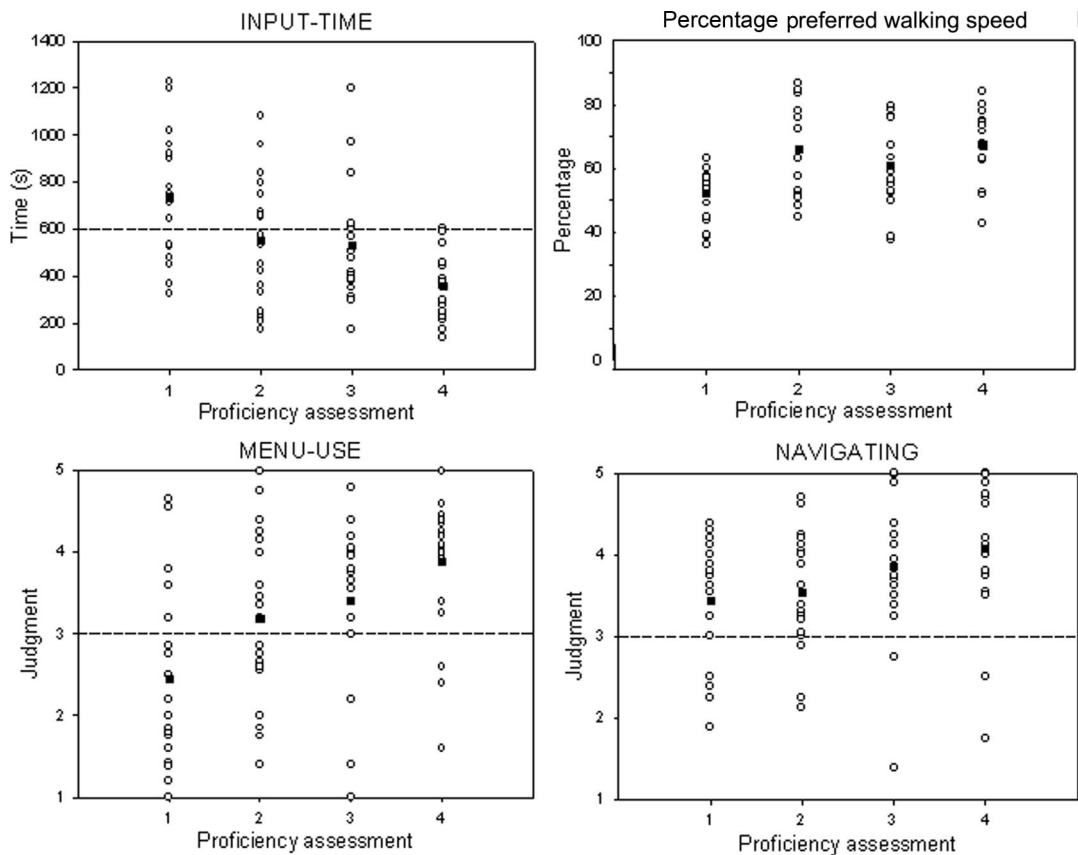 INPUT-TIME
1400
1200
1000
800
600
400
200
0
Time (s)
1 2 3 4
Proficiency assessment
Percentage preferred walking speed
100
80
60
40
20
0
Percentage
1 2 3 4
Proficiency assessment
MENU-USE
5
4
3
2
1
Judgment
1 2 3 4
Proficiency assessment
NAVIGATING
5
4
3
2
1
Judgment
1 2 3 4
Proficiency assessment